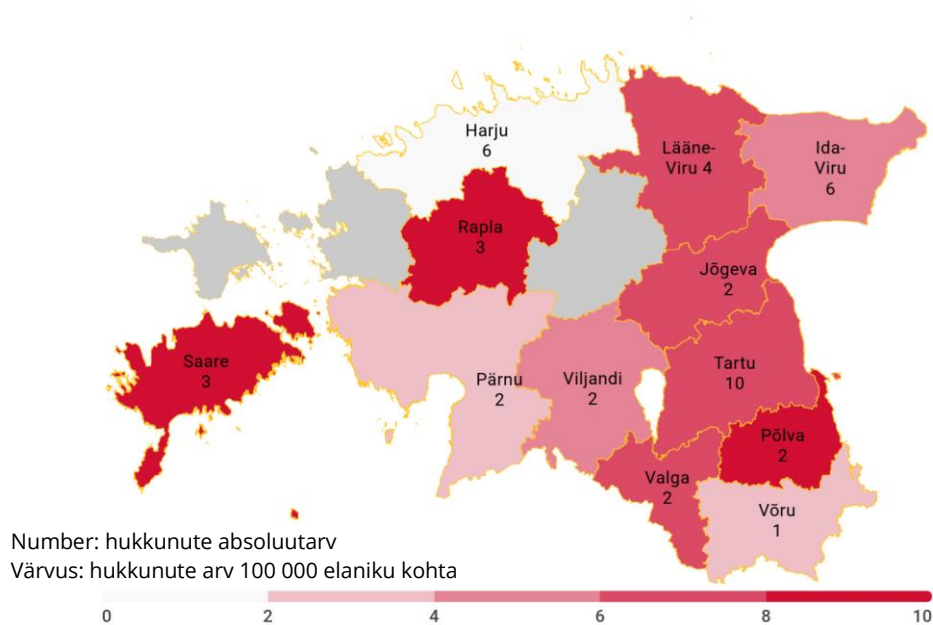 Harju
6
Lääne-
Viru 4
Ida-
Viru
6
Rapla
3
Jõgeva
2
Saare
3
Pärnu
2
Viljandi
2
Tartu
10
Põlva
2
Valga
2
Võru
1
Number: hukkunute absoluutarv
Värvus: hukkunute arv 100 000 elaniku kohta
0 2 4 6 8 10